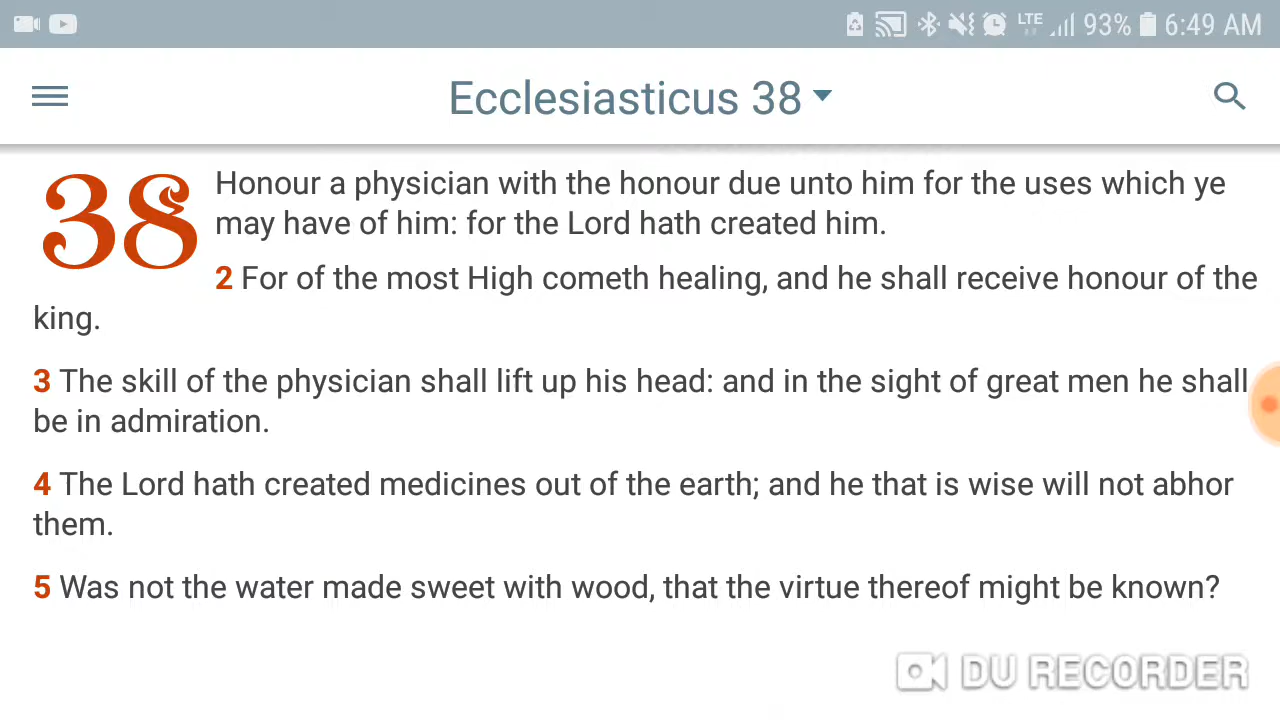 LTE 93% 6:49 AM
Ecclesiasticus 38
38 Honour a physician with the honour due unto him for the uses which ye
may have of him: for the Lord hath created him.
2 For of the most High cometh healing, and he shall receive honour of the
king.
3 The skill of the physician shall lift up his head: and in the sight of great men he shall
be in admiration.
4 The Lord hath created medicines out of the earth; and he that is wise will not abhor
them.
5 Was not the water made sweet with wood, that the virtue thereof might be known?
DU RECORDER